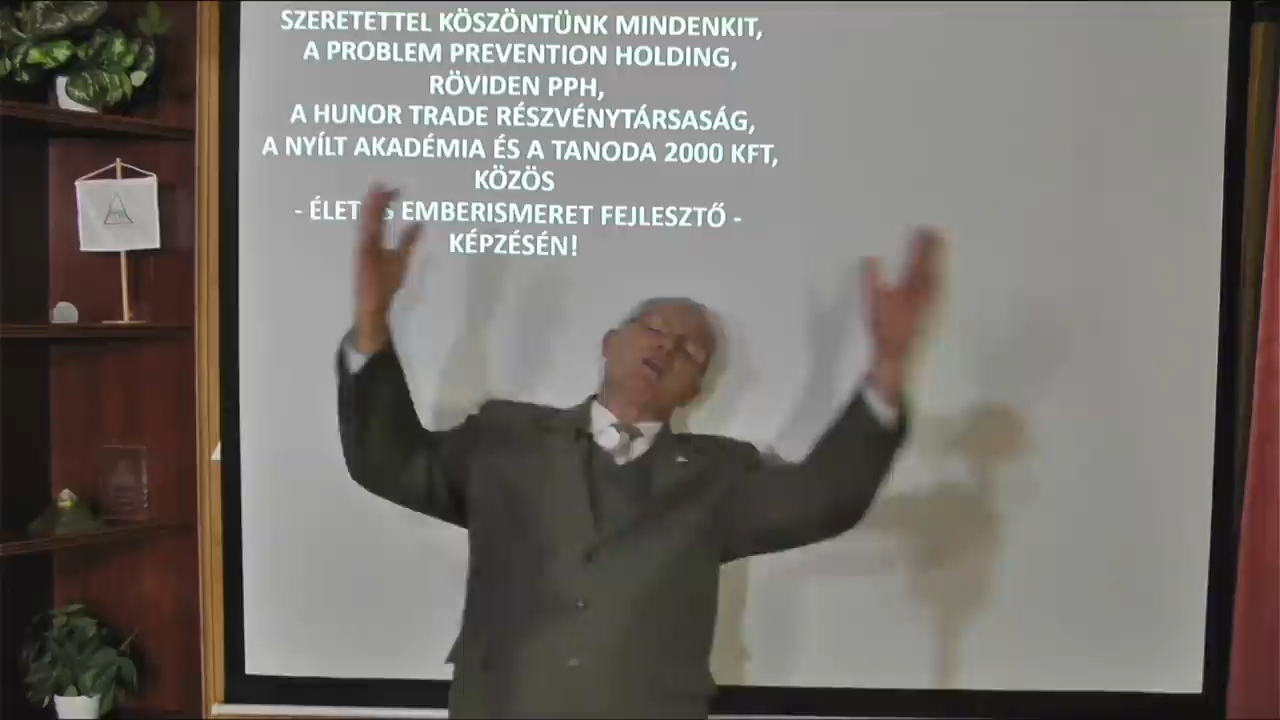 SZERETETTEL KÖSZÖNTÜNK MINDENKIT,
A PROBLEM PREVENTION HOLDING,
RÖVIDEN PPH,
A HUNOR TRADE RÉSZVÉNYTÁRSASÁG,
A NYÍLT AKADÉMIA ÉS A TANODA 2000 KFT,
KÖZÖS
- ÉLET EMBERISMERET FEJLESZTŐ -
KÉPZÉSÉN!